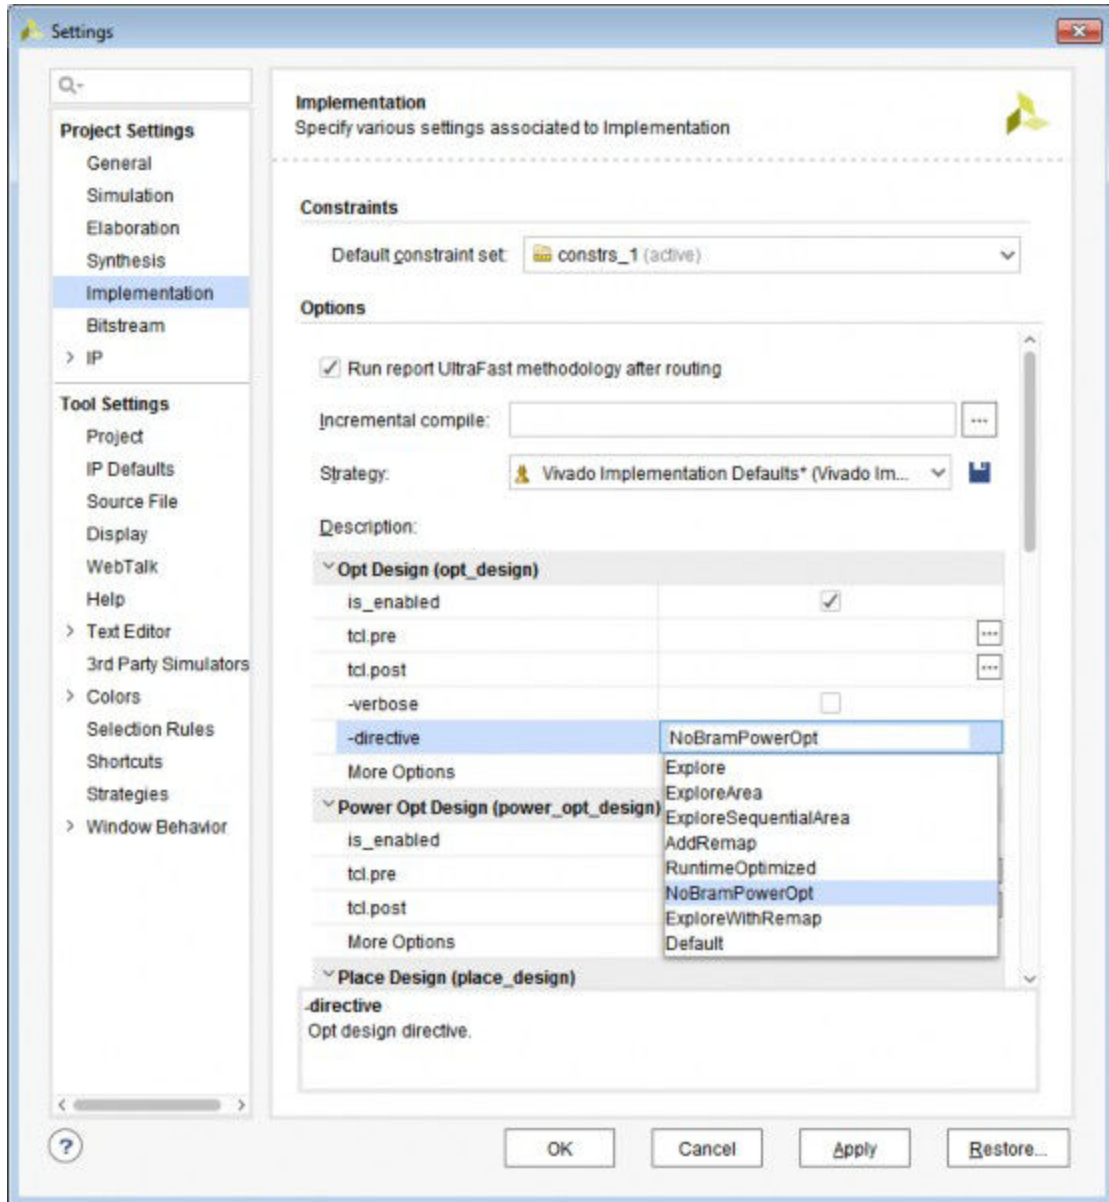 Settings
Project Settings
General
Simulation
Elaboration
Synthesis
Implementation
Bitstream
IP
Tool Settings
Project
IP Defaults
Source File
Display
WebTalk
Help
Text Editor
3rd Party Simulators
Colors
Selection Rules
Shortcuts
Strategies
Window Behavior
Implementation
Specify various settings associated to Implementation
Constraints
Default constraint set: constrs_1 (active)
Options
Run report UltraFast methodology after routing
Incremental compile:
Strategy: Vivado Implementation Defaults* (Vivado Im...
Description:
Opt Design (opt_design)
is_enabled
tcl.pre
tcl.post
-verbose
-directive NoBramPowerOpt
More Options
Explore
ExploreArea
ExploreSequentialArea
AddRemap
RuntimeOptimized
NoBramPowerOpt
ExploreWithRemap
Default
Power Opt Design (power_opt_design)
is_enabled
tcl.pre
tcl.post
More Options
Place Design (place_design)
-directive
Opt design directive.
? OK Cancel Apply Restore...